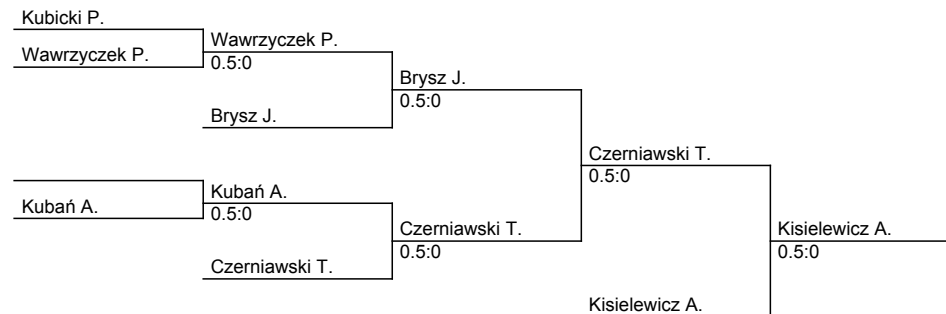 Kubicki P.
Wawrzyczek P.
Wawrzyczek P.
0.5:0
Brysz J.
Brysz J.
0.5:0
Kubań A.
Kubań A.
0.5:0
Czerniawski T.
Czerniawski T.
0.5:0
Czerniawski T.
0.5:0
Kisielewicz A.
Kisielewicz A.
0.5:0